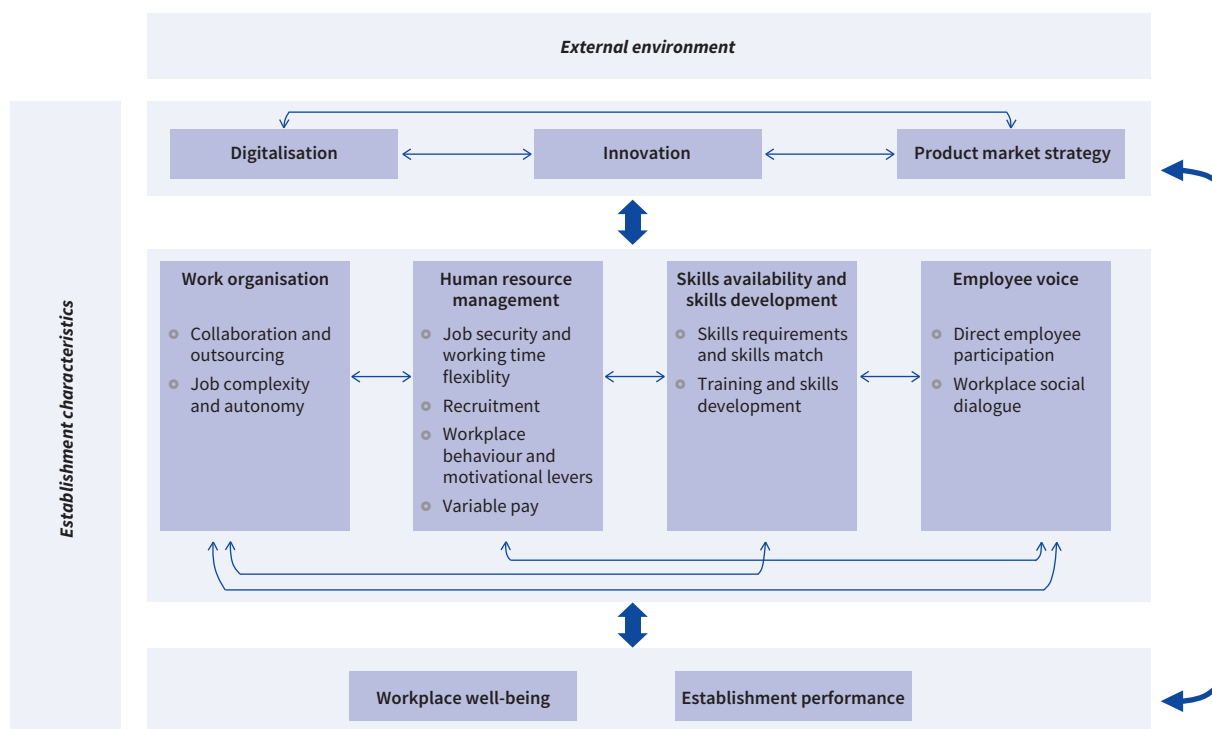 External environment
Establishment characteristics
Digitalisation
Innovation
Product market strategy
Work organisation
Collaboration and
outsourcing
Job complexity
and autonomy
Human resource
management
Job security and
working time
flexiblity
Recruitment
Workplace
behaviour and
motivational levers
Variable pay
Skills availability and
skills development
Skills requirements
and skills match
Training and skills
development
Employee voice
Direct employee
participation
Workplace social
dialogue
Workplace well-being
Establishment performance